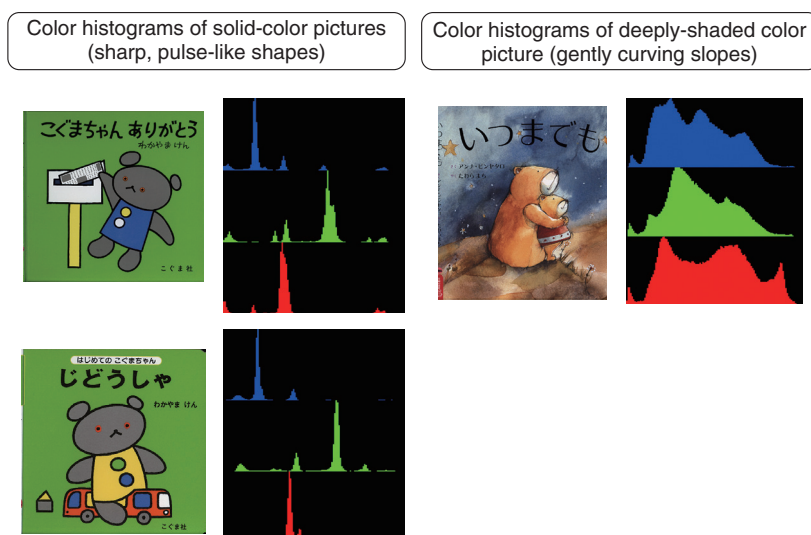 Color histograms of solid-color pictures
(sharp, pulse-like shapes)
Color histograms of deeply-shaded color
picture (gently curving slopes)
こぐまちゃん ありがとう
わかやま けん
こぐま社
いつまでも
はじめての こぐまちゃん
じどうしゃ
わかやま けん
こぐま社